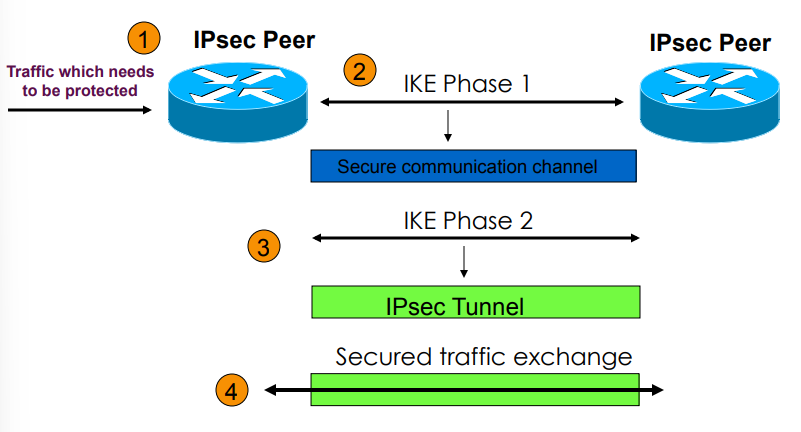 1
IPsec Peer
IPsec Peer
Traffic which needs
to be protected
2
IKE Phase 1
Secure communication channel
IKE Phase 2
3
IPsec Tunnel
Secured traffic exchange
4